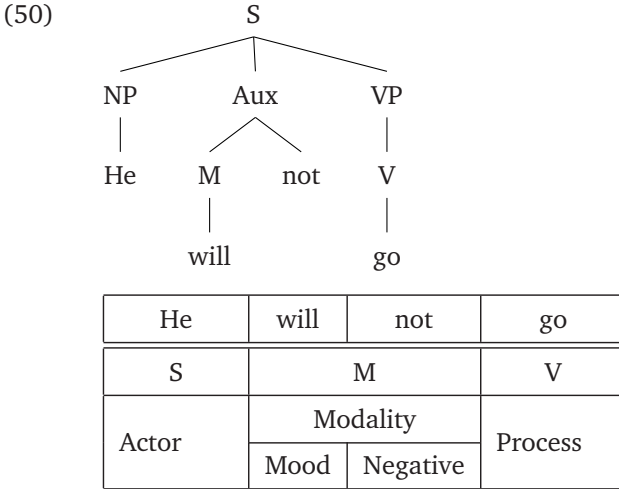 (50) S
NP Aux VP
He M not V
will go
He will not go
S M V
Modality
Actor Process
Mood Negative